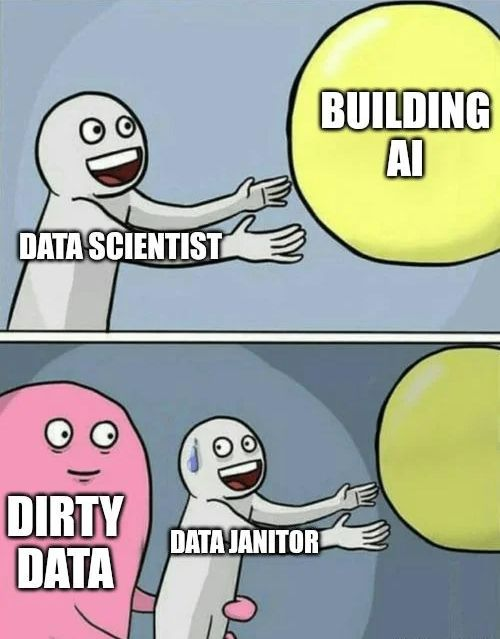 BUILDING
AI
DATA SCIENTIST
DIRTY
DATA
DATA JANITOR